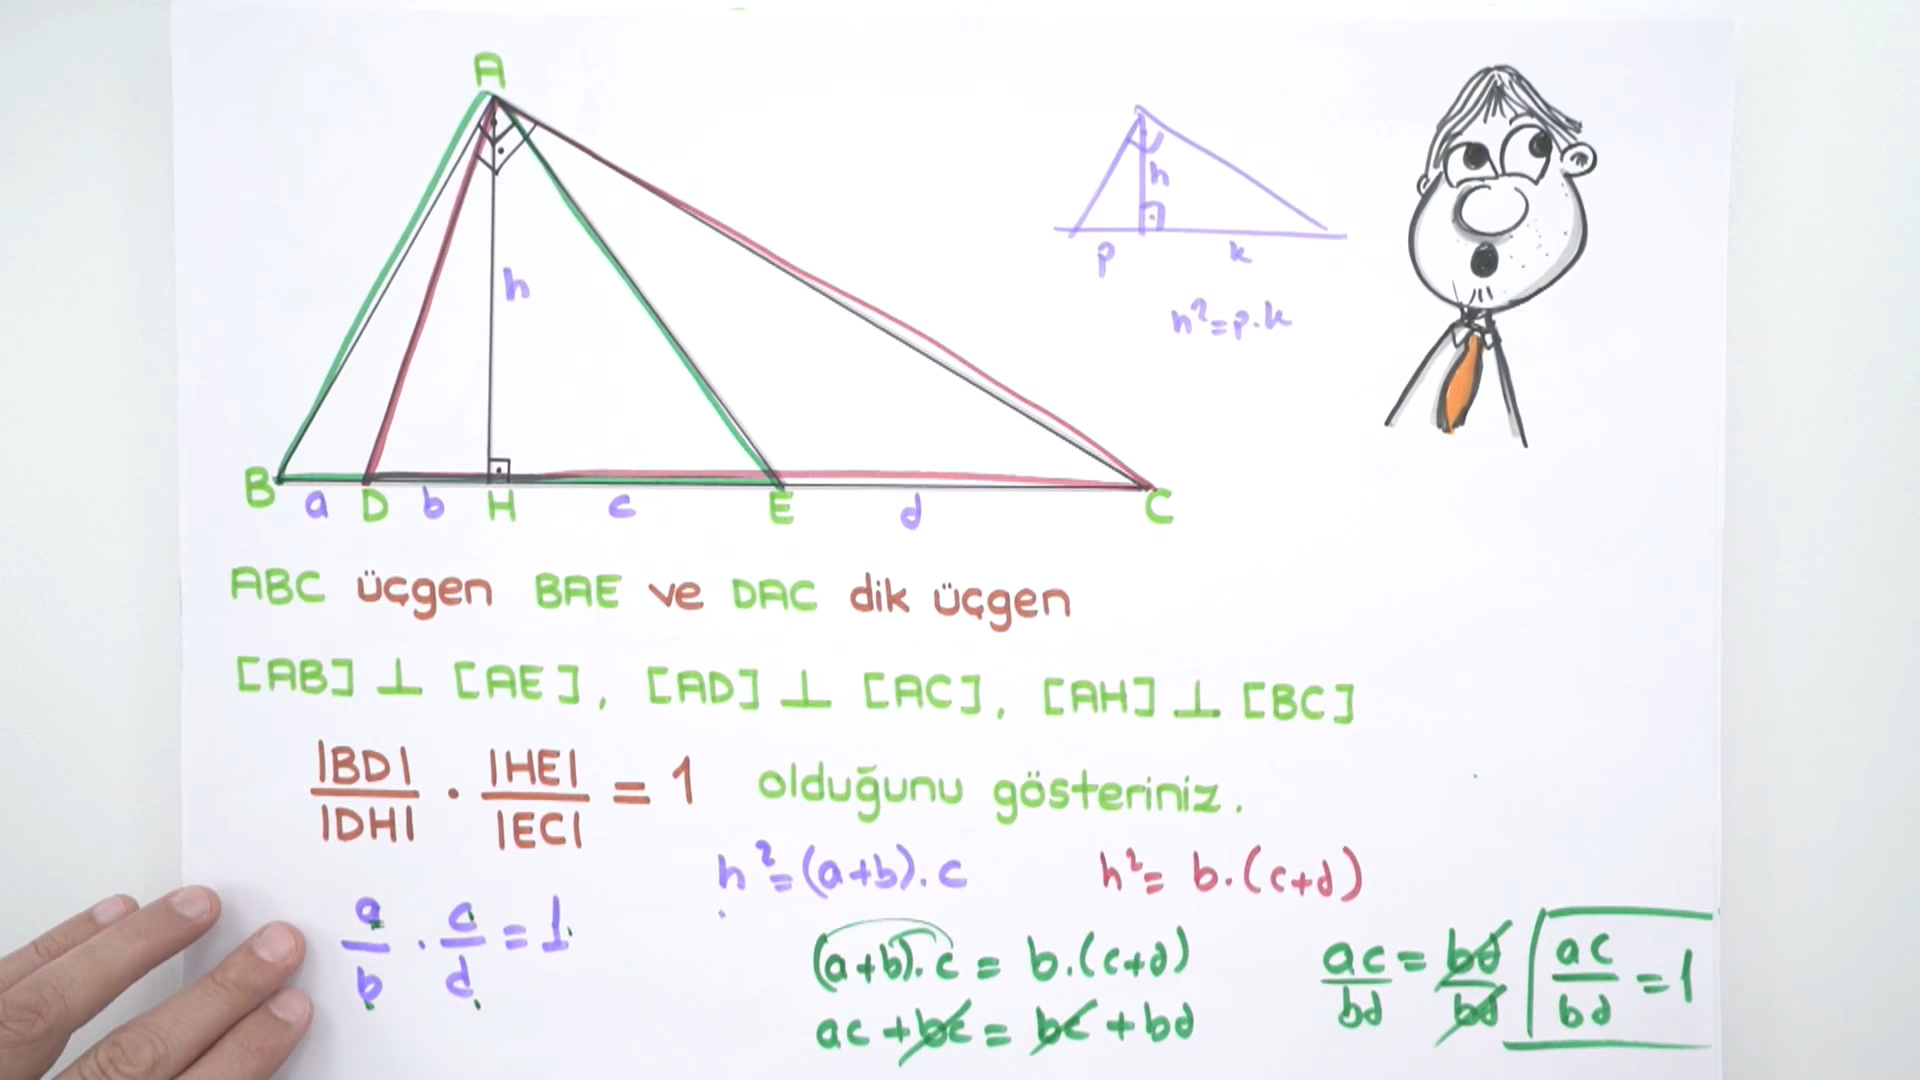 A
h
B a D b H c E d C
h
p k
h²=p.k
ABC üçgen BAE ve DAC dik üçgen
[AB] ⊥ [AE], [AD] ⊥ [AC], [AH] ⊥ [BC]
|BD|/|DH| · |HE|/|EC| = 1 olduğunu gösteriniz.
h²=(a+b).c h²= b.(c+d)
a/b . c/d = 1
(a+b).c = b.(c+d)
ac + bc = bc + bd
ac/bd = bd/bd
ac/bd = 1